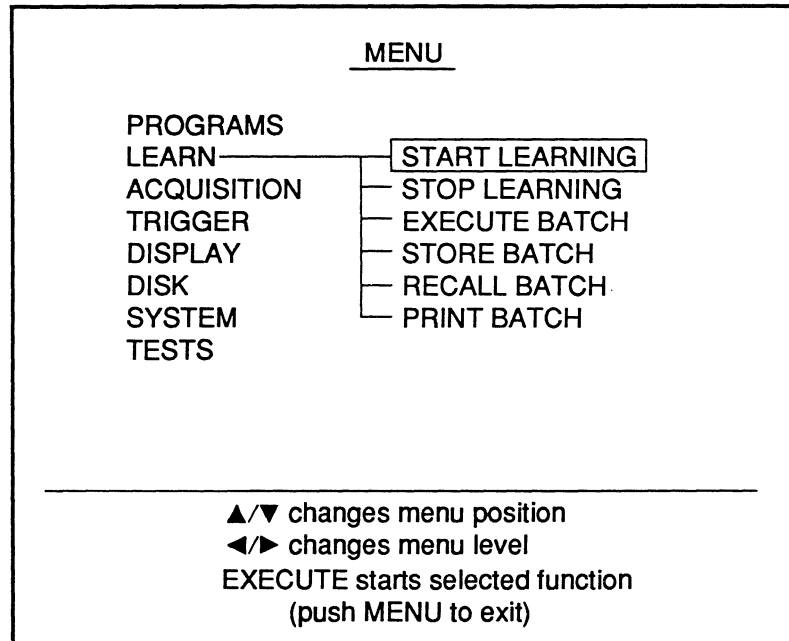 MENU
PROGRAMS
LEARN START LEARNING
ACQUISITION STOP LEARNING
TRIGGER EXECUTE BATCH
DISPLAY STORE BATCH
DISK RECALL BATCH
SYSTEM PRINT BATCH
TESTS
▲/▼ changes menu position
◄/► changes menu level
EXECUTE starts selected function
(push MENU to exit)